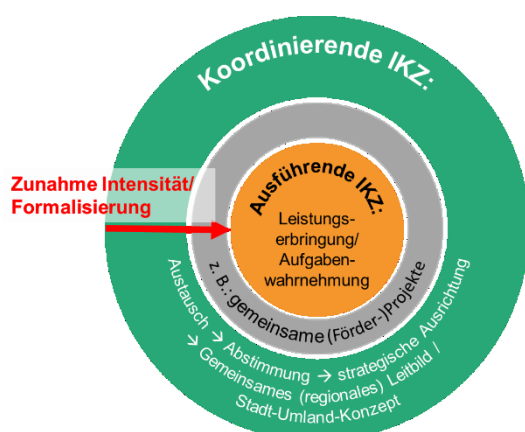 Koordinierende IKZ:
Zunahme Intensität/
Formalisierung
Ausführende IKZ:
Leistungs-
erbringung/
Aufgaben-
wahrnehmung
z. B.: gemeinsame (Förder-)Projekte
Austausch → Abstimmung → strategische Ausrichtung
→ Gemeinsames (regionales) Leitbild /
Stadt-Umland-Konzept